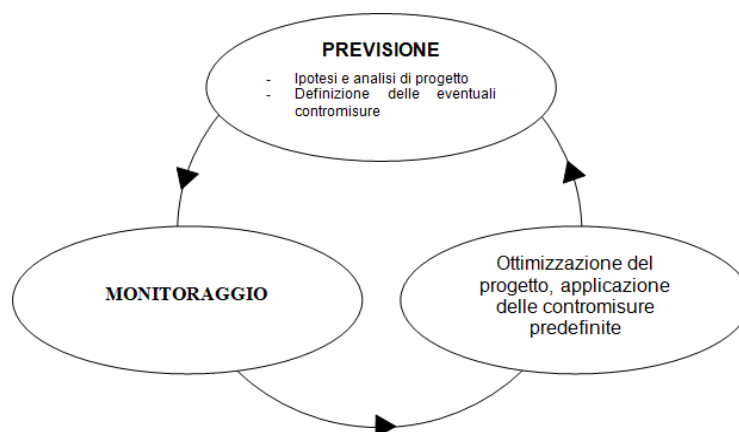 PREVISIONE
- Ipotesi e analisi di progetto
- Definizione delle eventuali
contromisure
MONITORAGGIO
Ottimizzazione del
progetto, applicazione
delle contromisure
predefinite